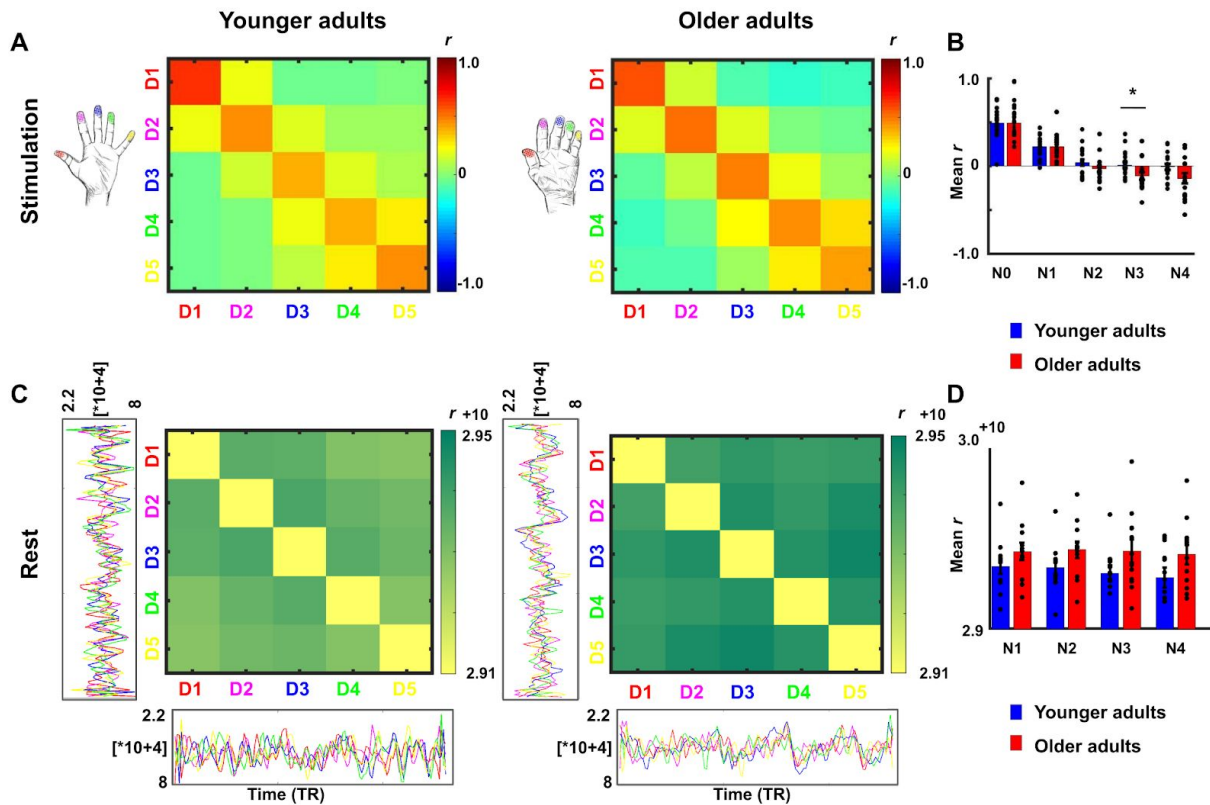 Younger adults
Older adults
A
B
Stimulation
D1
D2
D3
D4
D5
D1 D2 D3 D4 D5
r
1.0
0
-1.0
D1
D2
D3
D4
D5
D1 D2 D3 D4 D5
r
1.0
0
-1.0
Mean r
1.0
0
-1.0
*
N0 N1 N2 N3 N4
Younger adults
Older adults
C
D
Rest
2.2
[*10+4]
8
D1
D2
D3
D4
D5
D1 D2 D3 D4 D5
r +10
2.95
2.91
2.2
[*10+4]
8
Time (TR)
2.2
[*10+4]
8
D1
D2
D3
D4
D5
D1 D2 D3 D4 D5
r +10
2.95
2.91
2.2
[*10+4]
8
Time (TR)
+10
3.0
Mean r
2.9
N1 N2 N3 N4
Younger adults
Older adults